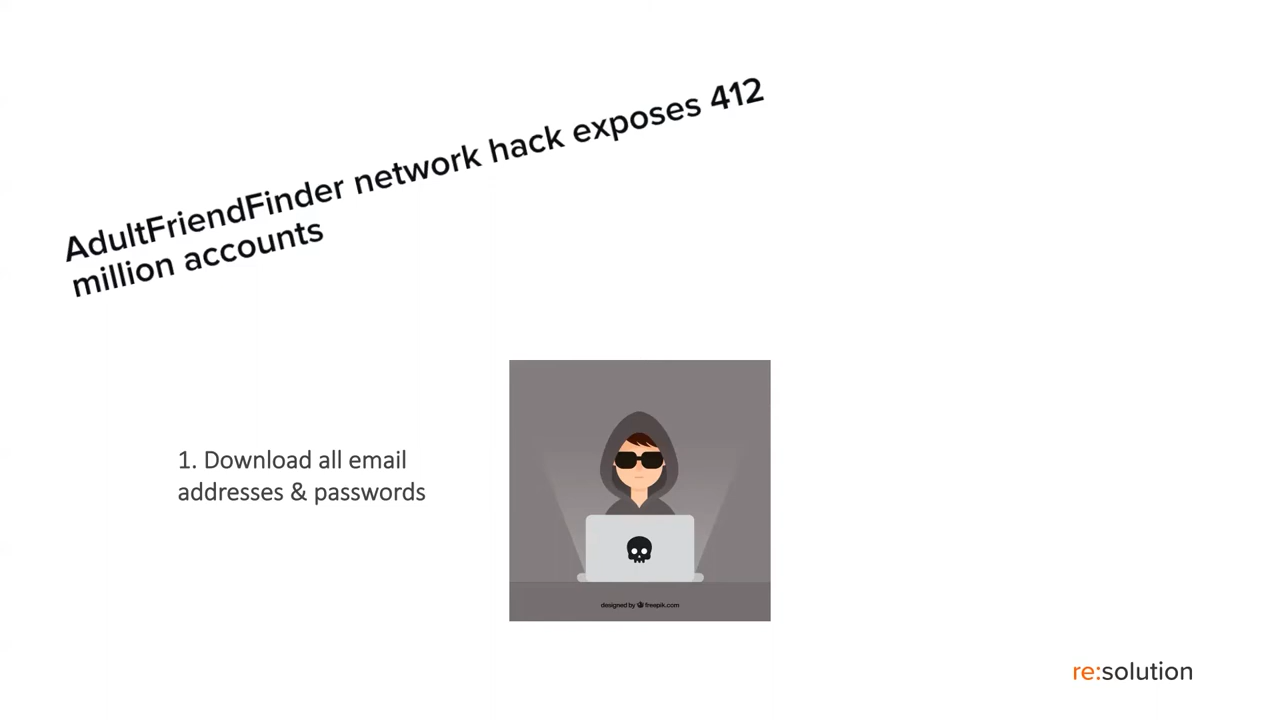 AdultFriendFinder network hack exposes 412
million accounts
1. Download all email
addresses & passwords
designed by freepik.com
re:solution